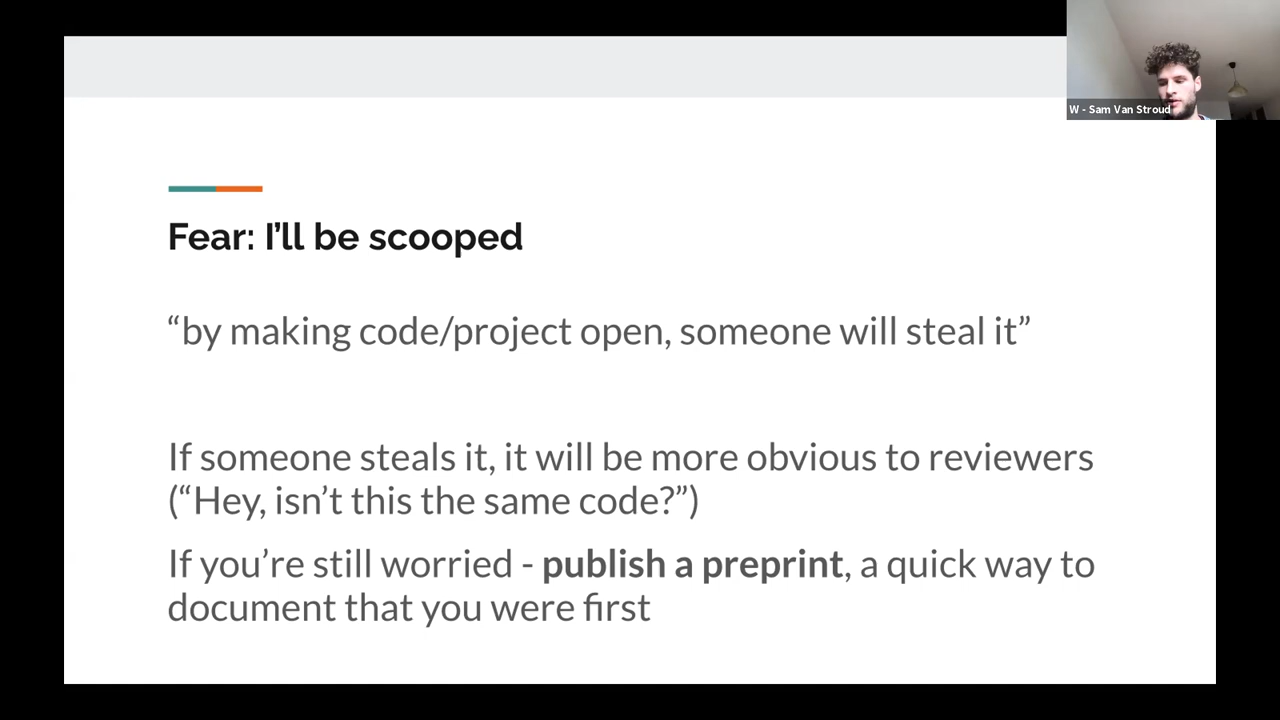 W - Sam Van Stroud
Fear: I’ll be scooped
“by making code/project open, someone will steal it”
If someone steals it, it will be more obvious to reviewers
(“Hey, isn’t this the same code?”)
If you’re still worried - publish a preprint, a quick way to
document that you were first